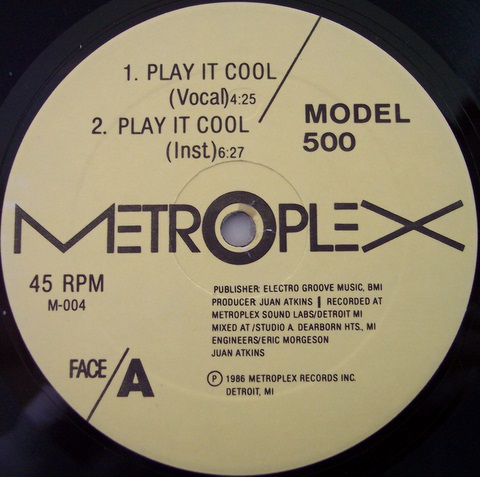 1. PLAY IT COOL
(Vocal)4:25
2. PLAY IT COOL
(Inst.)6:27
MODEL
500
METROPLEX
45 RPM
M-004
PUBLISHER: ELECTRO GROOVE MUSIC, BMI
PRODUCER: JUAN ATKINS | RECORDED AT
METROPLEX SOUND LABS/DETROIT MI
MIXED AT/STUDIO A. DEARBORN HTS., MI
ENGINEERS/ERIC MORGESON
JUAN ATKINS
FACE/A
Ⓟ 1986 METROPLEX RECORDS INC.
DETROIT, MI